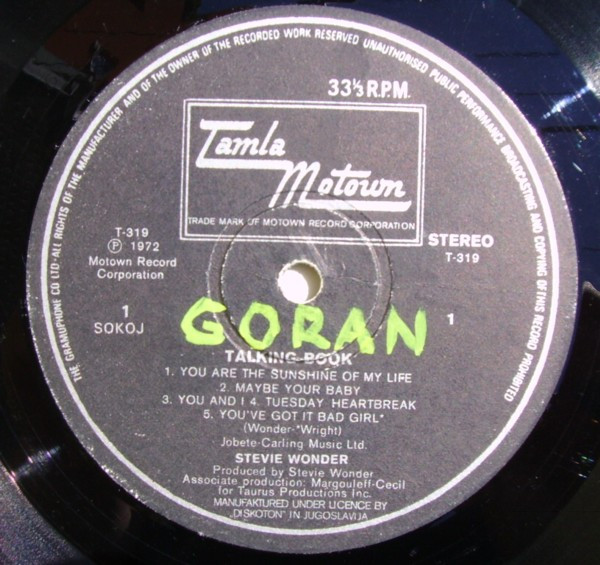 THE GRAMOPHONE CO LTD·ALL RIGHTS OF THE MANUFACTURER AND OF THE OWNER OF THE RECORDED WORK RESERVED UNAUTHORISED PUBLIC PERFORMANCE BROADCASTING AND COPYING OF THIS RECORD PROHIBITED
33⅓ R.P.M.
Tamla
Motown
TRADE MARK OF MOTOWN RECORD CORPORATION
T-319
Ⓟ 1972
Motown Record
Corporation
STEREO
T-319
1
SOKOJ
GORAN
1
TALKING BOOK
1. YOU ARE THE SUNSHINE OF MY LIFE
2. MAYBE YOUR BABY
3. YOU AND I 4. TUESDAY HEARTBREAK
5. YOU'VE GOT IT BAD GIRL*
(Wonder-*Wright)
Jobete-Carling Music Ltd.
STEVIE WONDER
Produced by Stevie Wonder
Associate production: Margouleff-Cecil
for Taurus Productions Inc.
MANUFAKTURED UNDER LICENCE BY
„DISKOTON" IN JUGOSLAVIJA